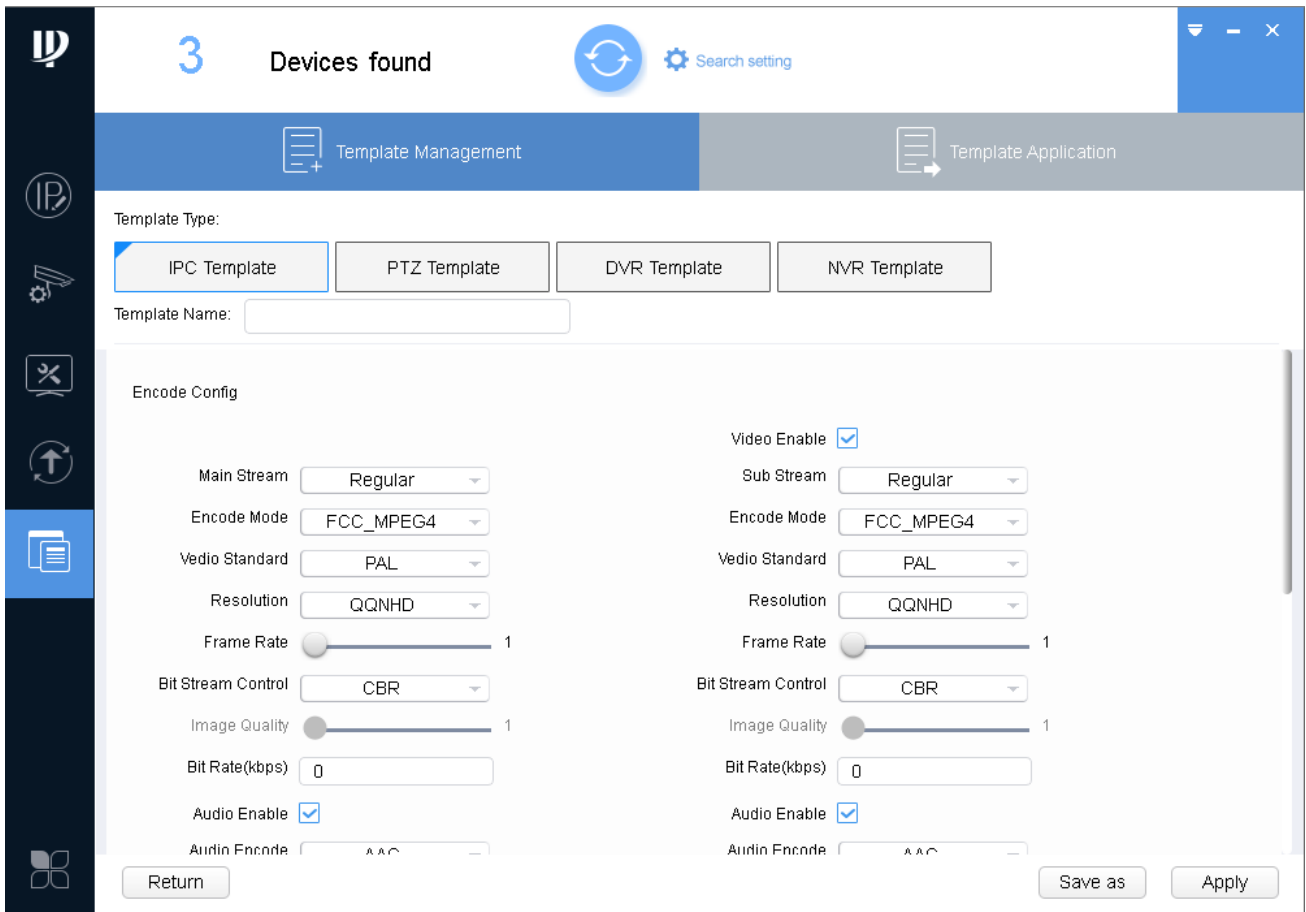 3 Devices found Search setting
Template Management Template Application
Template Type:
IPC Template PTZ Template DVR Template NVR Template
Template Name:
Encode Config
Video Enable
Main Stream Regular Sub Stream Regular
Encode Mode FCC_MPEG4 Encode Mode FCC_MPEG4
Vedio Standard PAL Vedio Standard PAL
Resolution QQNHD Resolution QQNHD
Frame Rate 1 Frame Rate 1
Bit Stream Control CBR Bit Stream Control CBR
Image Quality 1 Image Quality 1
Bit Rate(kbps) 0 Bit Rate(kbps) 0
Audio Enable Audio Enable
Audio Encode AAC Audio Encode AAC
Return Save as Apply
IP